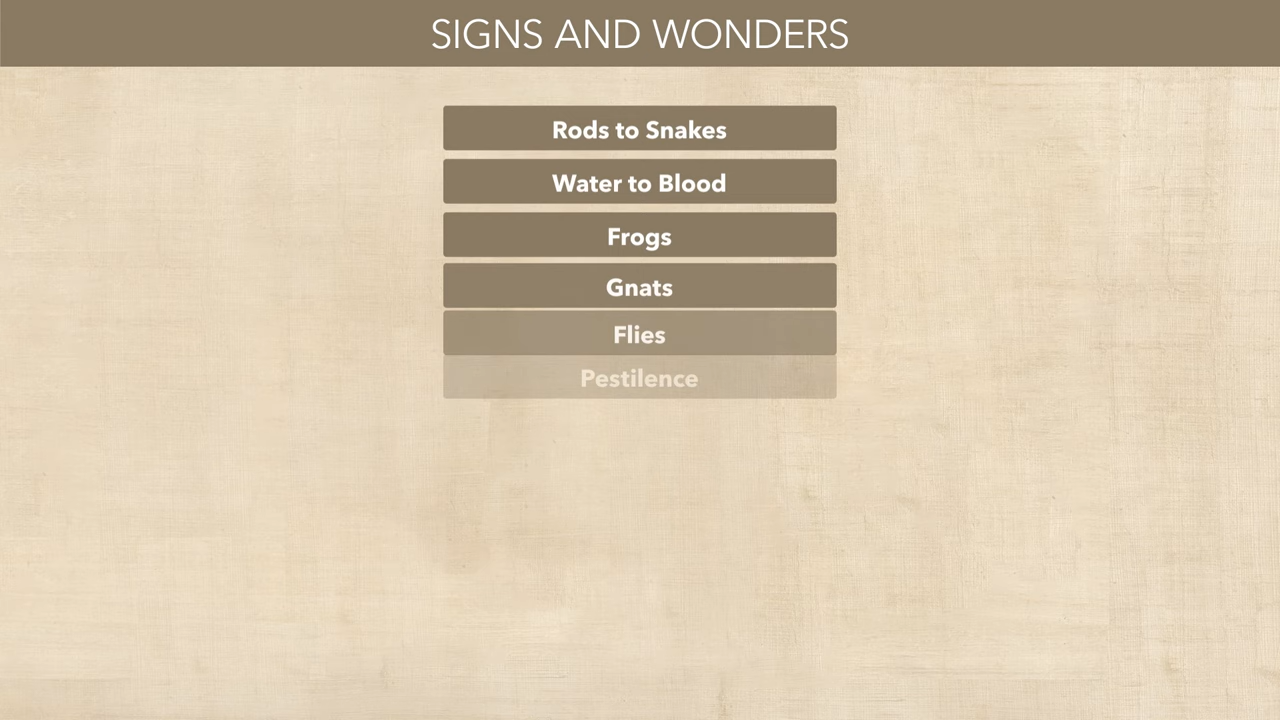 SIGNS AND WONDERS
Rods to Snakes
Water to Blood
Frogs
Gnats
Flies
Pestilence